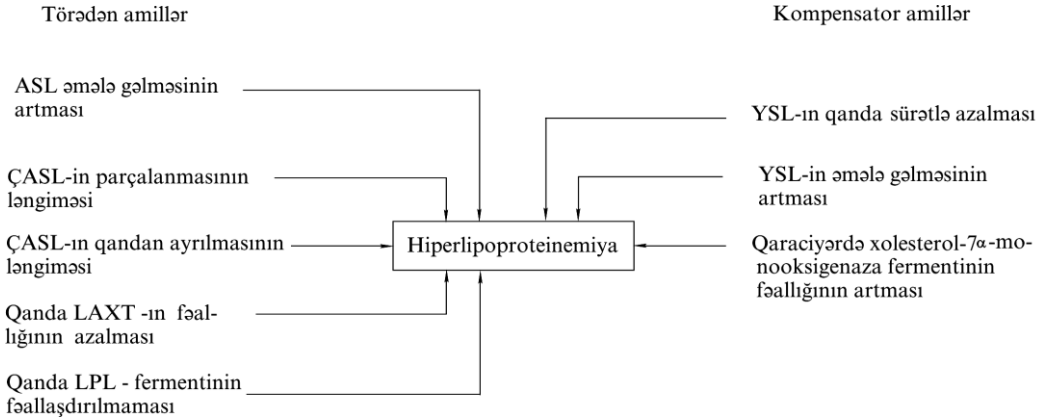 Törədən amillər
Kompensator amillər
ASL əmələ gəlməsinin
artması
ÇASL-in parçalanmasının
ləngiməsi
ÇASL-ın qandan ayrılmasının
ləngiməsi
Qanda LAXT -ın fəal-
lığının azalması
Qanda LPL - fermentinin
fəallaşdırılmaması
Hiperlipoproteinemiya
YSL-ın qanda sürətlə azalması
YSL-in əmələ gəlməsinin
artması
Qaraciyərdə xolesterol-7α-mo-
nooksigenaza fermentinin
fəallığının artması